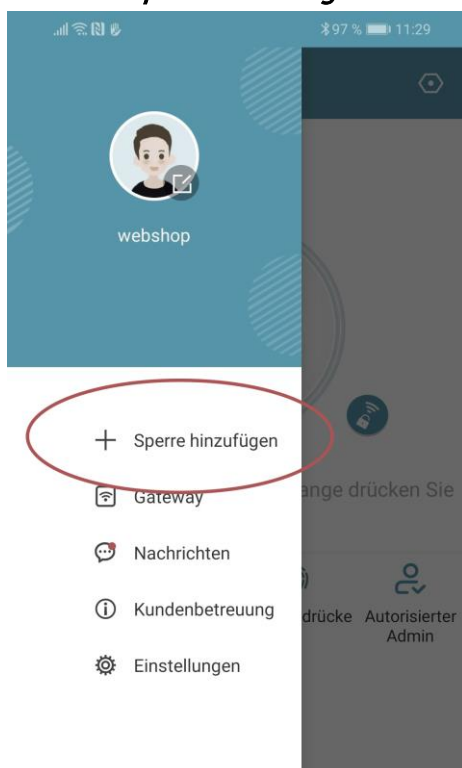 97 %
11:29
webshop
Sperre hinzufügen
Gateway
ange drücken Sie
Nachrichten
Kundenbetreuung
drücke
Autorisierter
Admin
Einstellungen